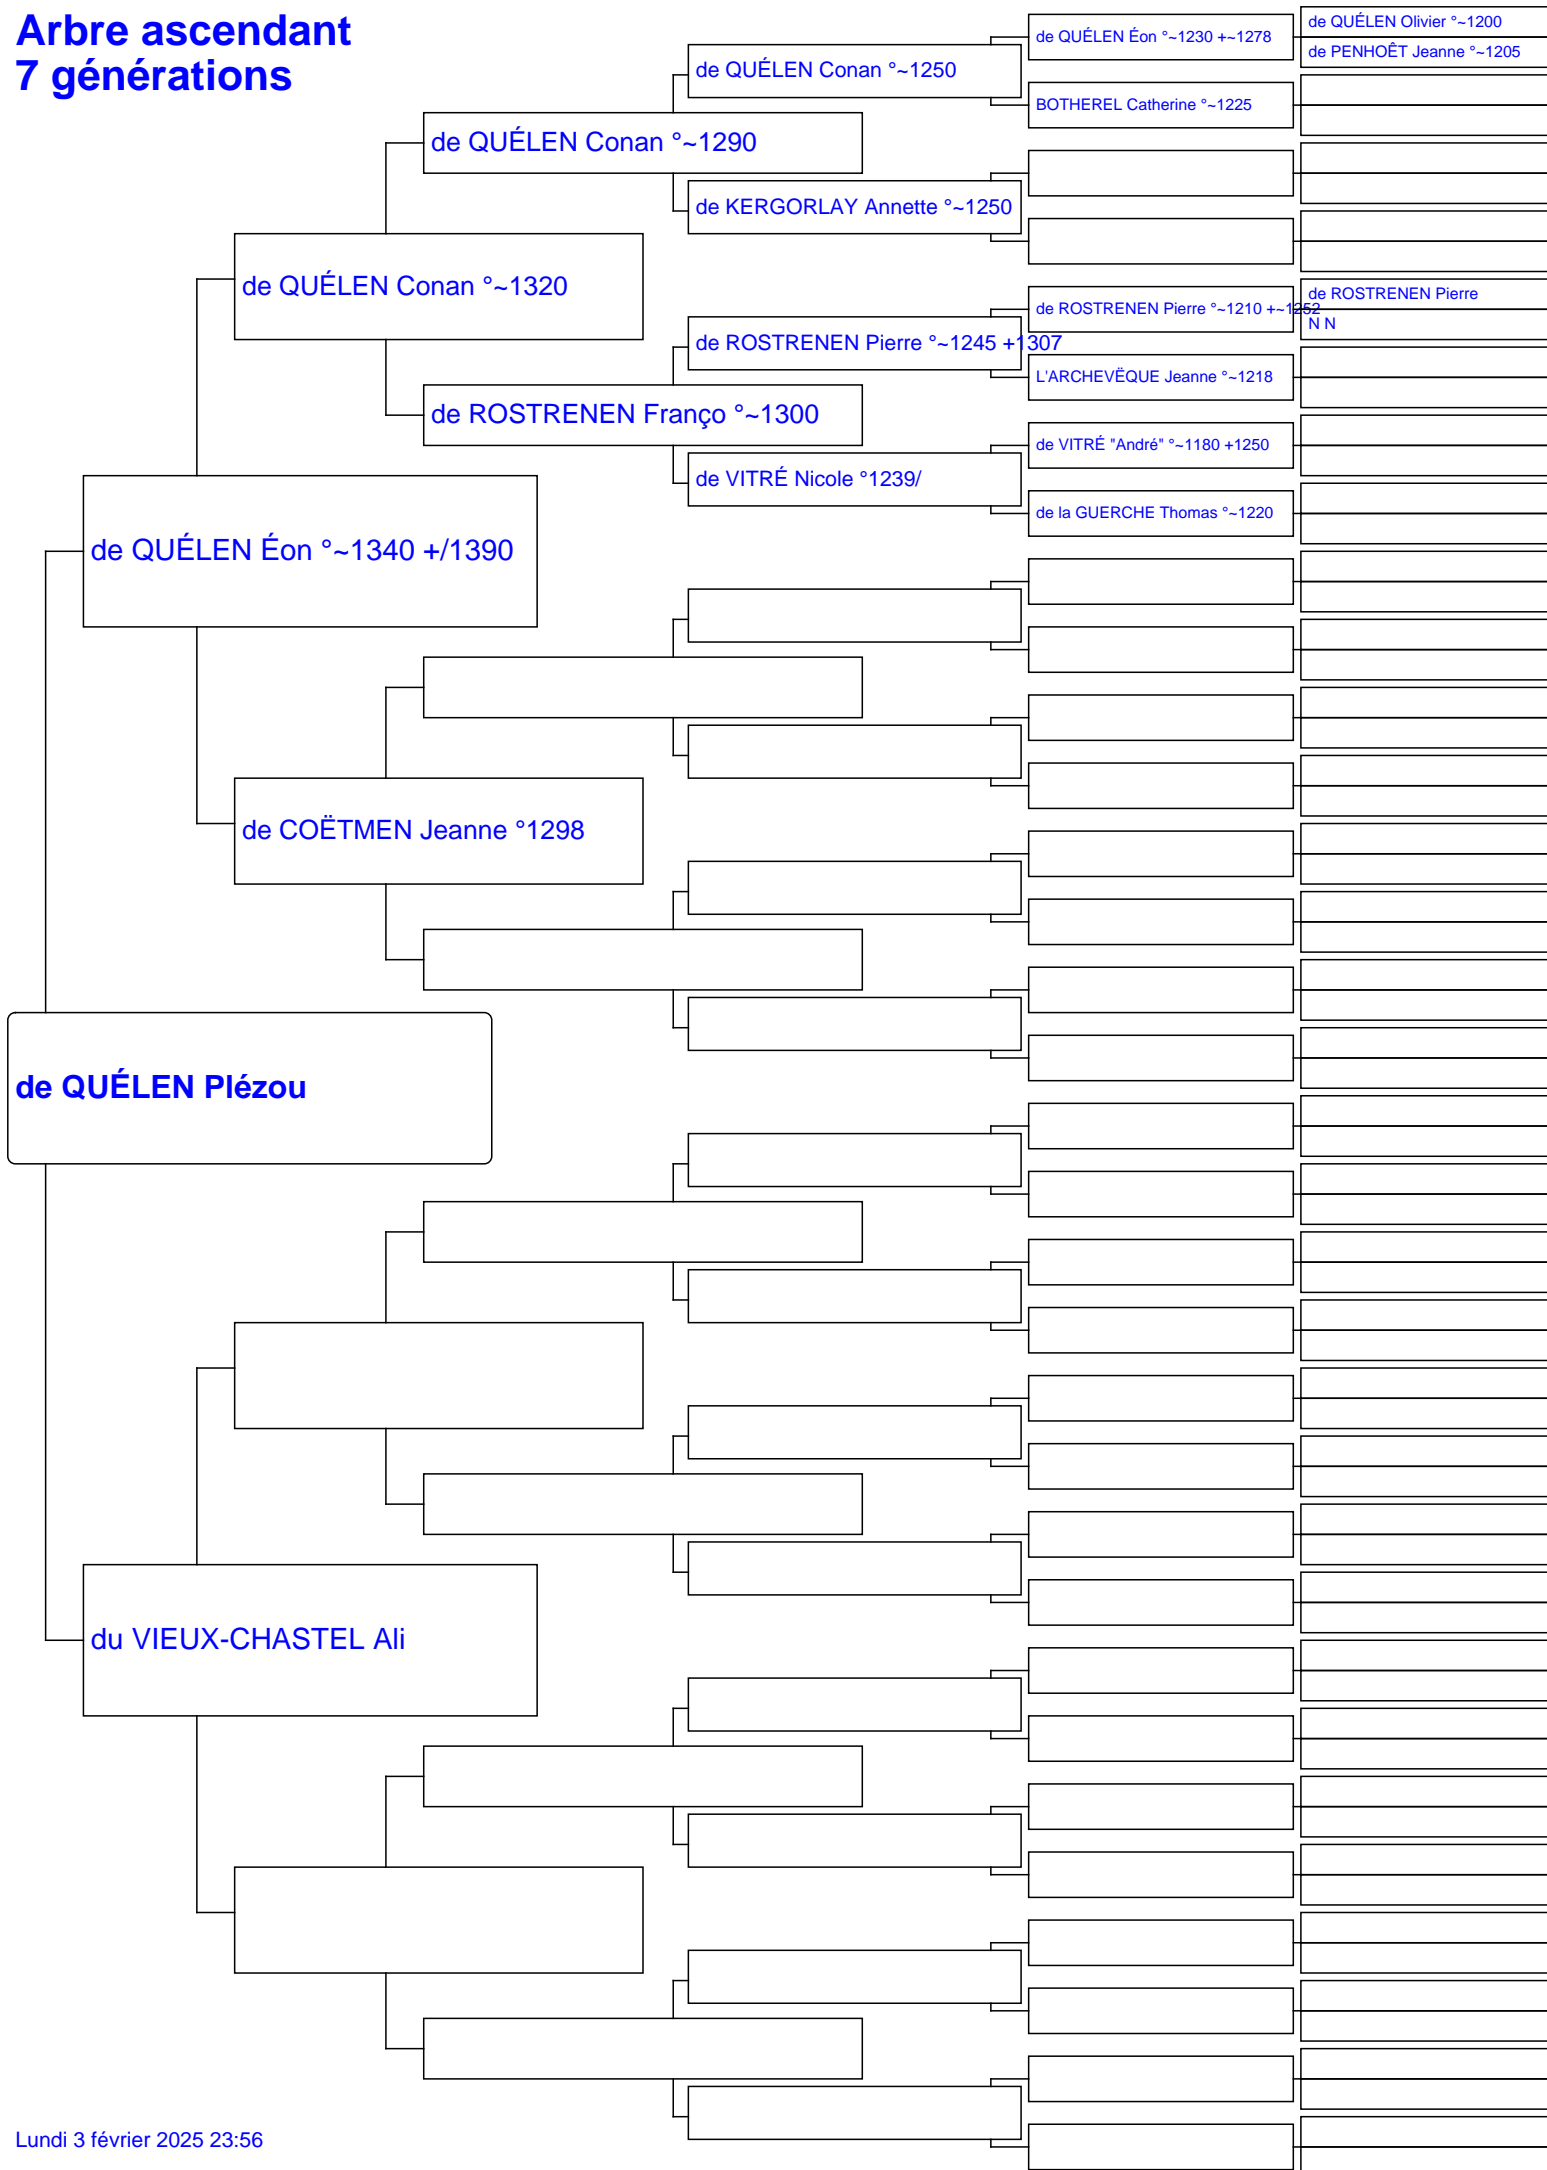 Arbre ascendant
7 générations
de QUÉLEN Olivier °~1200
de QUÉLEN Éon °~1230 +~1278
de PENHOÊT Jeanne °~1205
de QUÉLEN Conan °~1250
BOTHEREL Catherine °~1225
de QUÉLEN Conan °~1290
de KERGORLAY Annette °~1250
de QUÉLEN Conan °~1320
de ROSTRENEN Pierre
de ROSTRENEN Pierre °~1210 +~1252
N N
de ROSTRENEN Pierre °~1245 +1307
L'ARCHEVËQUE Jeanne °~1218
de ROSTRENEN Franço °~1300
de VITRÉ "André" °~1180 +1250
de VITRÉ Nicole °1239/
de la GUERCHE Thomas °~1220
de QUÉLEN Éon °~1340 +/1390
de COËTMEN Jeanne °1298
de QUÉLEN Plézou
du VIEUX-CHASTEL Ali
Lundi 3 février 2025 23:56